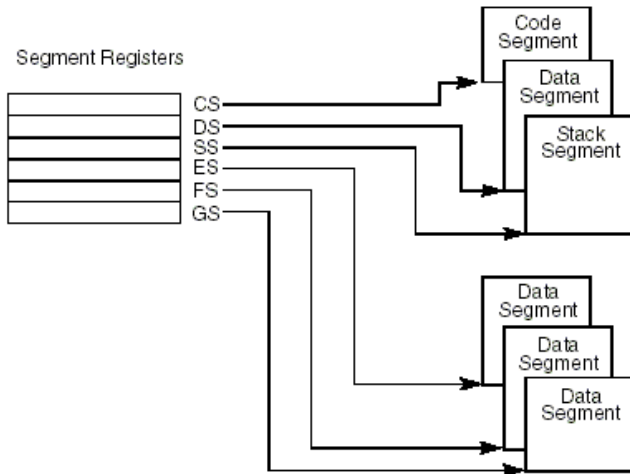 Segment Registers
CS
DS
SS
ES
FS
GS
Code
Segment
Data
Segment
Stack
Segment
Data
Segment
Data
Segment
Data
Segment